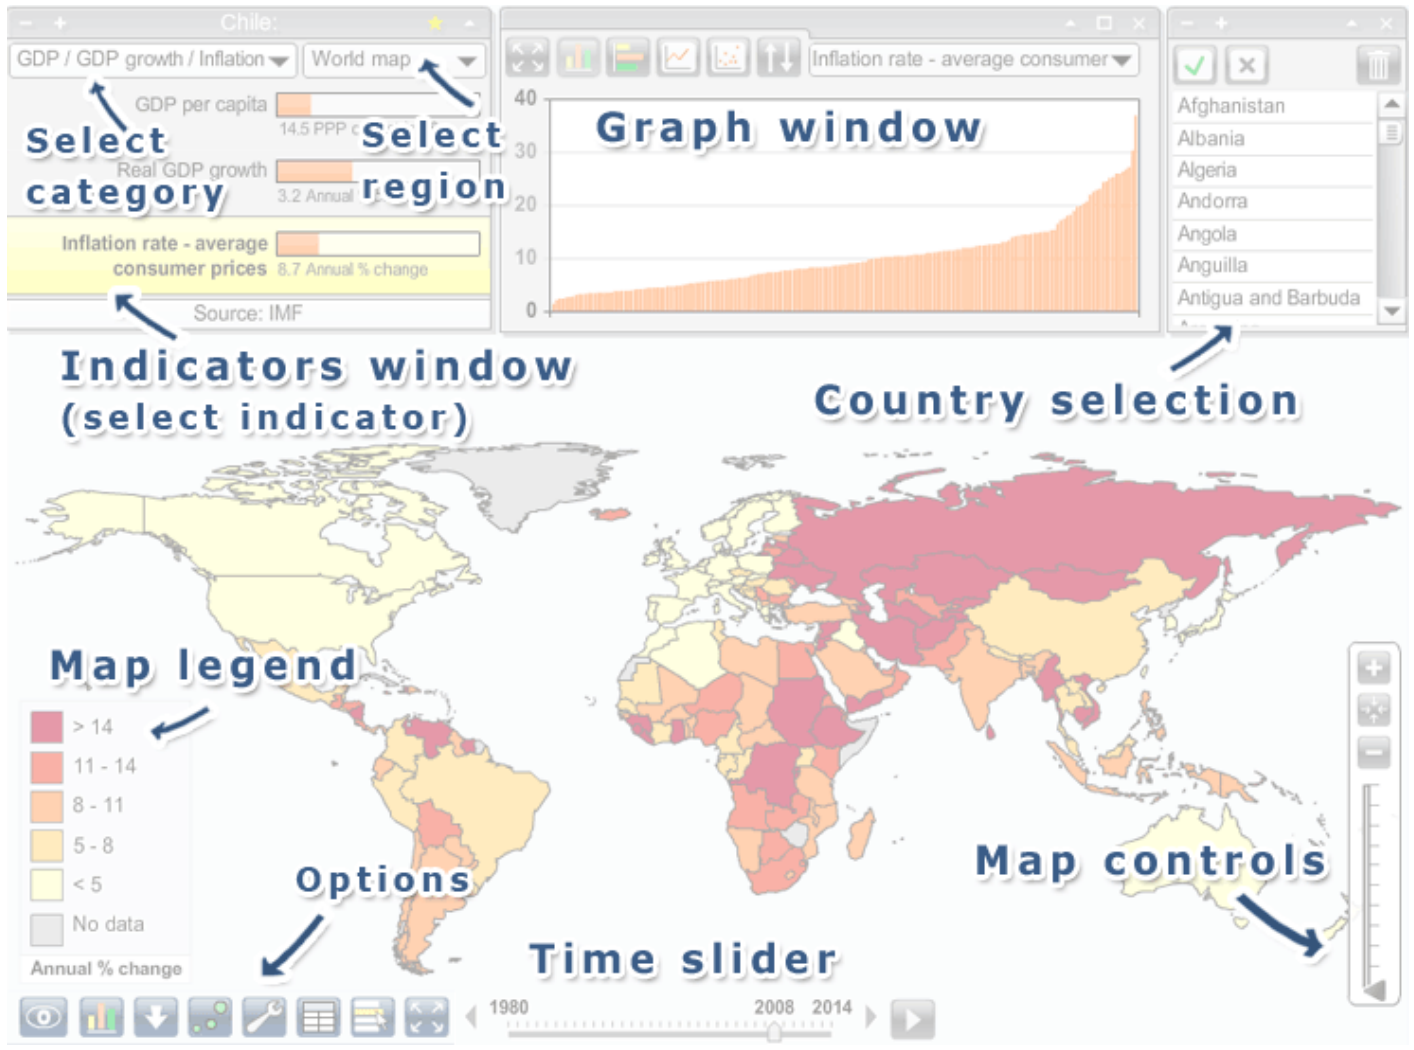 Chile:
GDP / GDP growth / Inflation
World map
Inflation rate - average consumer
GDP per capita
14.5 PPP
Real GDP growth
3.2 Annual
Inflation rate - average
consumer prices
8.7 Annual % change
Source: IMF
Select
category
Select
region
Indicators window
(select indicator)
Graph window
40
30
20
10
0
Afghanistan
Albania
Algeria
Andorra
Angola
Anguilla
Antigua and Barbuda
Country selection
Map legend
> 14
11 - 14
8 - 11
5 - 8
< 5
No data
Annual % change
Options
Time slider
Map controls
1980
2008
2014